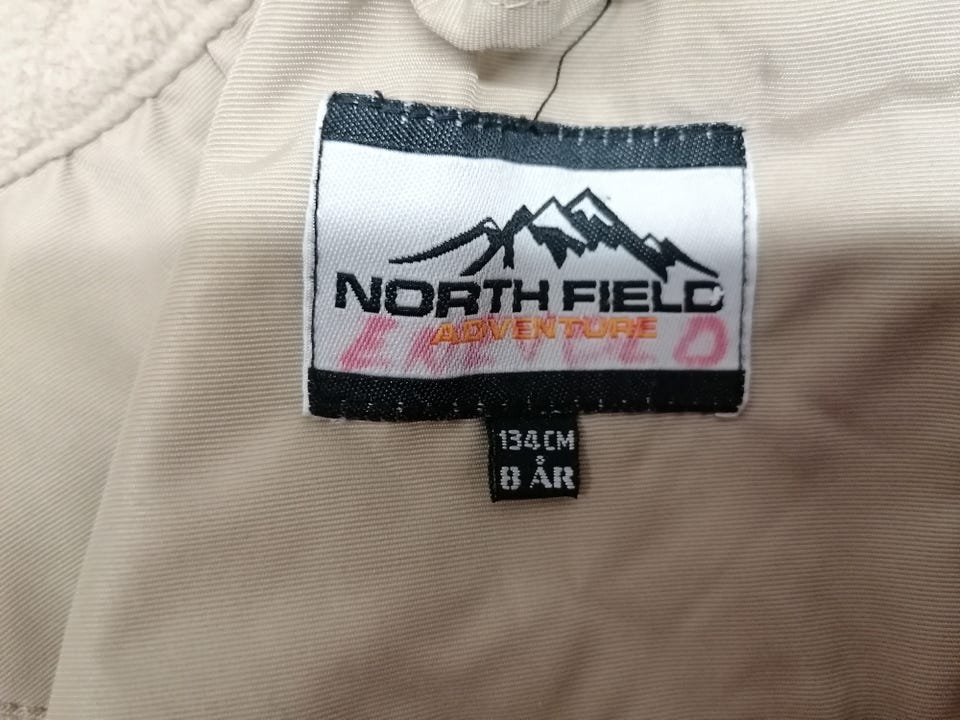 NORTH FIELD
ADVENTURE
134CM
8 ÅR